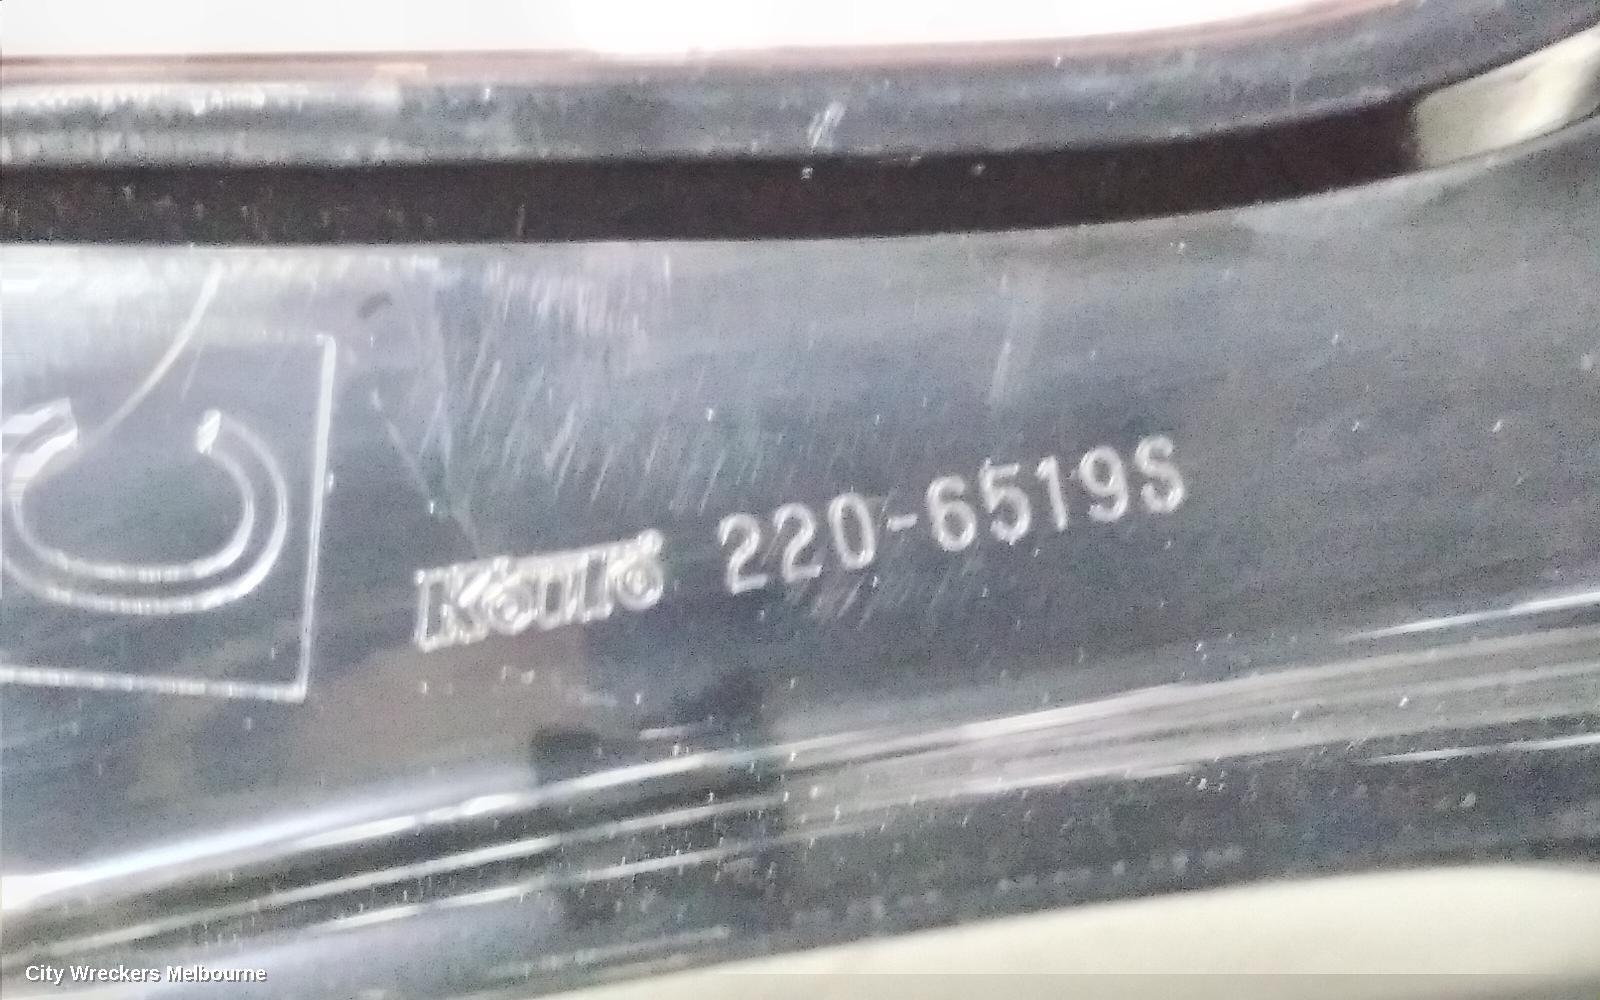 Koito 220-6519S
City Wreckers Melbourne